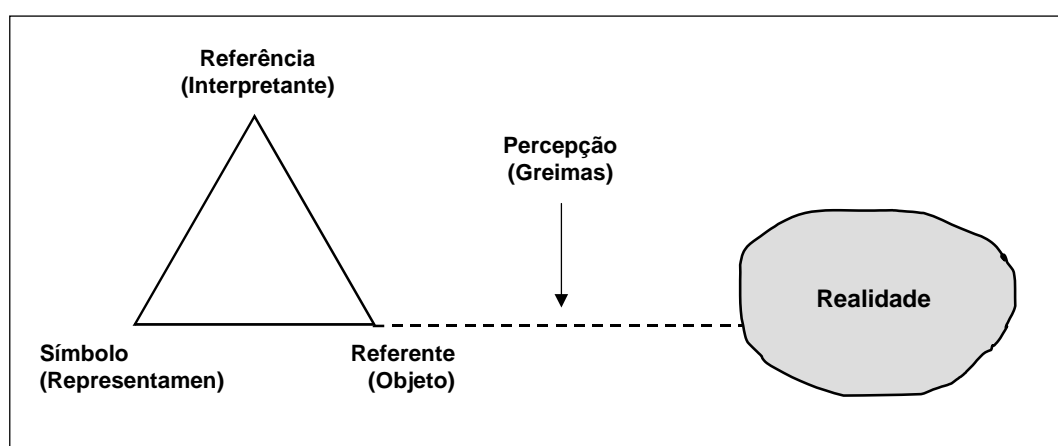 Referência
(Interpretante)
Percepção
(Greimas)
Realidade
Símbolo
(Representamen)
Referente
(Objeto)